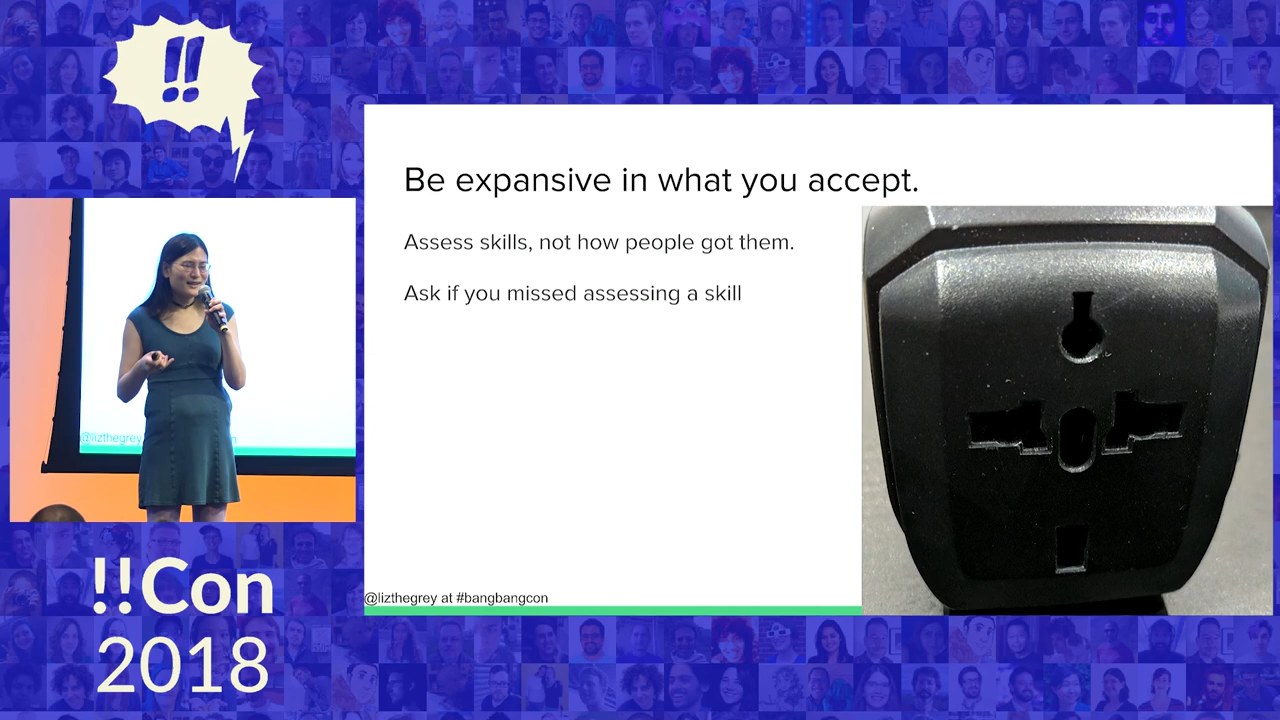 !!
Be expansive in what you accept.
Assess skills, not how people got them.
Ask if you missed assessing a skill
@lizthegrey at #bangbangcon
@lizthegrey
!!Con
2018